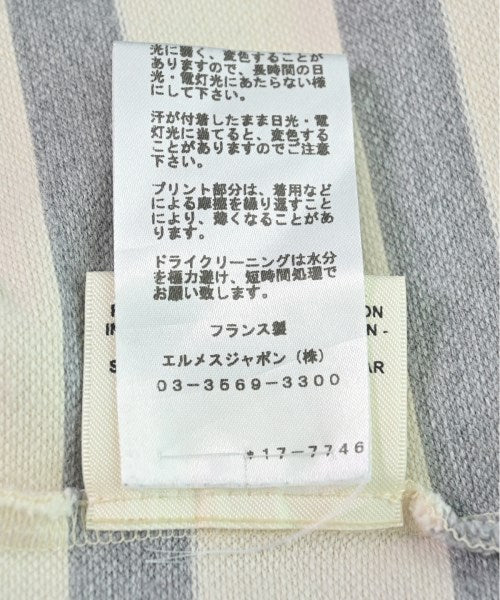 光に弱く、変色することが
ありますので、長時間の日
光・電灯光にあたらない様
にして下さい。
汗が付着したまま日光・電
灯光に当てると、変色する
ことがありますのでご注意
下さい。
プリント部分は、着用など
による摩擦を繰り返すこと
により、薄くなることがあ
ります。
ドライクリーニングは水分
を極力避け、短時間処理で
お願い致します。
フランス製
エルメスジャポン（株）
03-3569-3300
17-7746